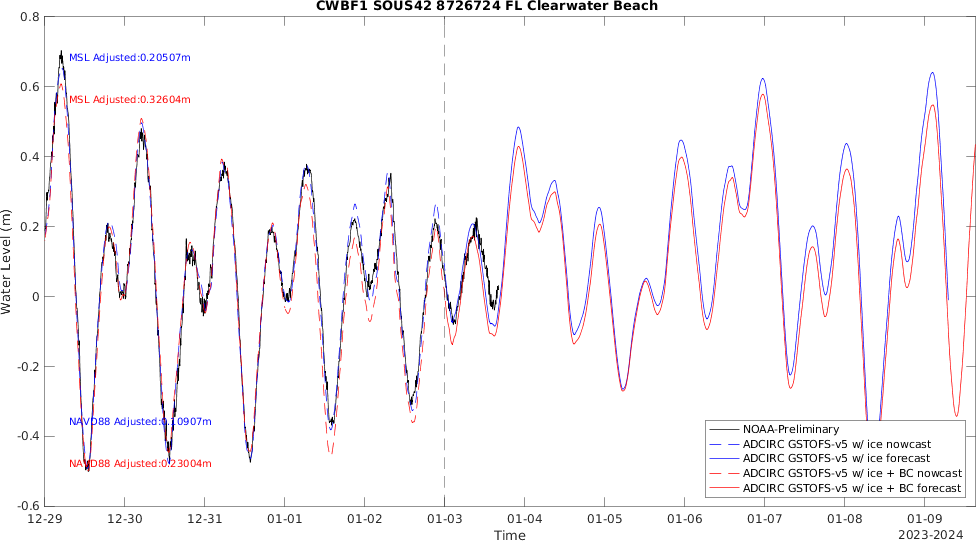 CWBF1 SOUS42 8726724 FL Clearwater Beach
0.8
0.6
0.4
0.2
0
-0.2
-0.4
-0.6
Water Level (m)
MSL Adjusted:0.20507m
MSL Adjusted:0.32604m
NAVD88 Adjusted:0.10907m
NAVD88 Adjusted:0.23004m
NOAA-Preliminary
ADCIRC GSTOFS-v5 w/ ice nowcast
ADCIRC GSTOFS-v5 w/ ice forecast
ADCIRC GSTOFS-v5 w/ ice + BC nowcast
ADCIRC GSTOFS-v5 w/ ice + BC forecast
12-29 12-30 12-31 01-01 01-02 01-03 01-04 01-05 01-06 01-07 01-08 01-09
Time
2023-2024